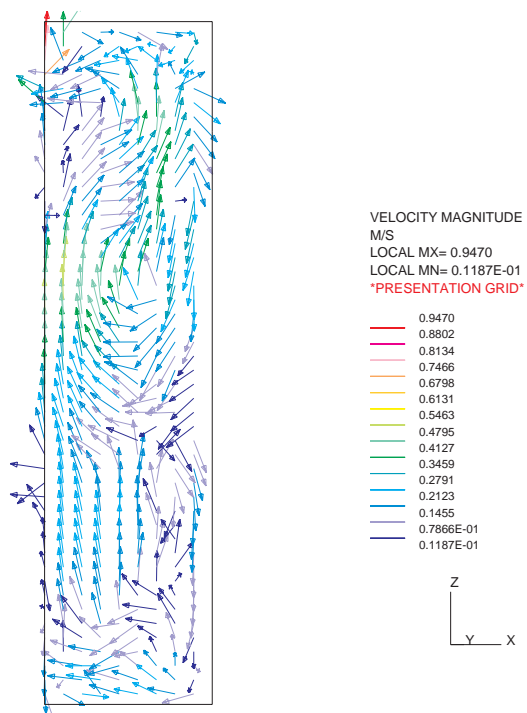 VELOCITY MAGNITUDE
M/S
LOCAL MX= 0.9470
LOCAL MN= 0.1187E-01
*PRESENTATION GRID*
0.9470
0.8802
0.8134
0.7466
0.6798
0.6131
0.5463
0.4795
0.4127
0.3459
0.2791
0.2123
0.1455
0.7866E-01
0.1187E-01
Z
Y X